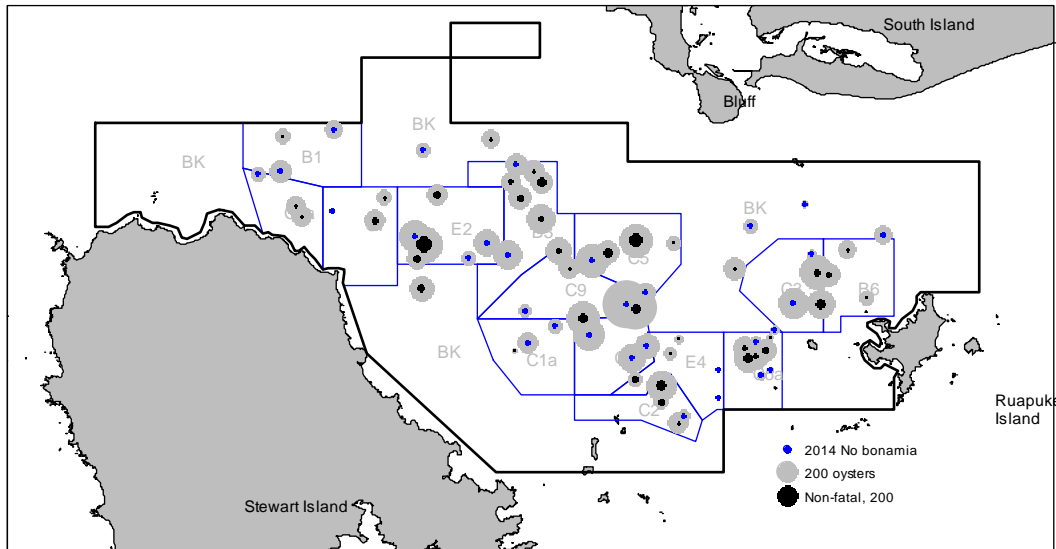 South Island
Bluff
BK
BK
B1
BK
E2
BK
C3
B6
C5
C9
BK
C1a
E4
C2
Ruapuke
Island
2014 No bonamia
200 oysters
Non-fatal, 200
Stewart Island